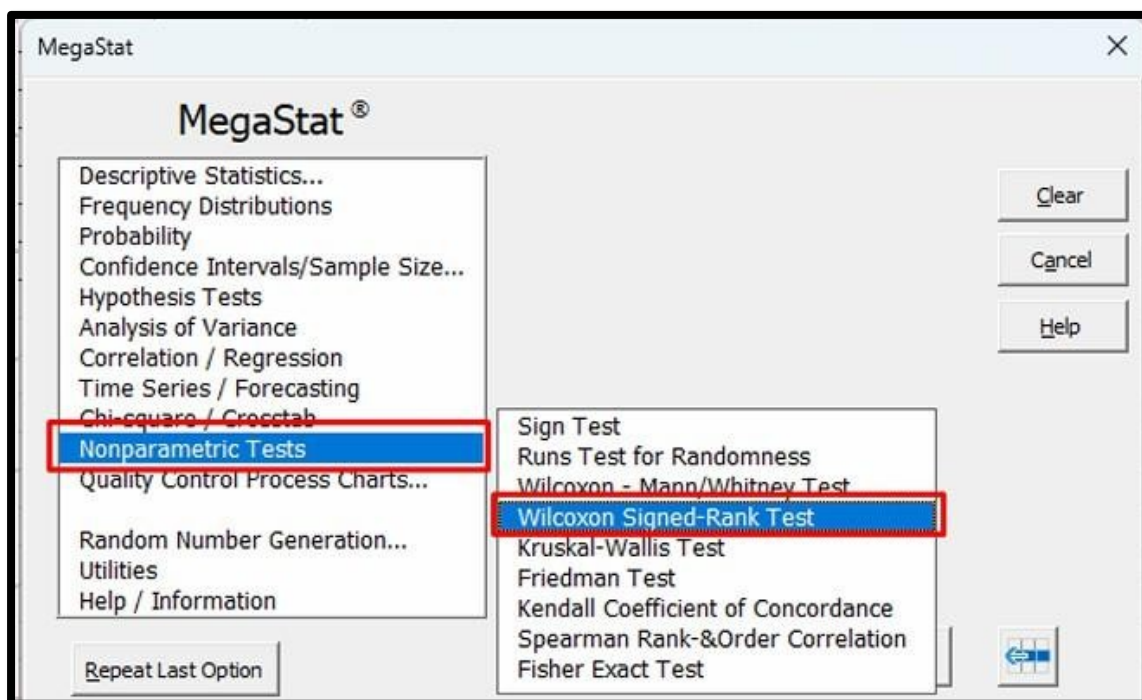 MegaStat
MegaStat ®
Descriptive Statistics...
Frequency Distributions
Probability
Confidence Intervals/Sample Size...
Hypothesis Tests
Analysis of Variance
Correlation / Regression
Time Series / Forecasting
Chi-square / Crosstab
Nonparametric Tests
Quality Control Process Charts...
Random Number Generation...
Utilities
Help / Information
Sign Test
Runs Test for Randomness
Wilcoxon - Mann/Whitney Test
Wilcoxon Signed-Rank Test
Kruskal-Wallis Test
Friedman Test
Kendall Coefficient of Concordance
Spearman Rank-&Order Correlation
Fisher Exact Test
Clear
Cancel
Help
Repeat Last Option